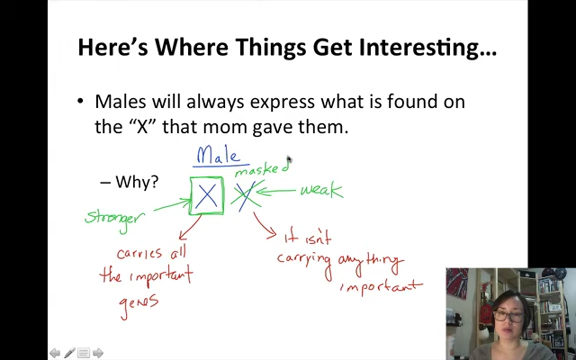 Here's Where Things Get Interesting…
• Males will always express what is found on
the "X" that mom gave them.
Male
masked
– Why?
X Y
weak
stronger
carries all
the important
genes
it isn't
carrying anything
important